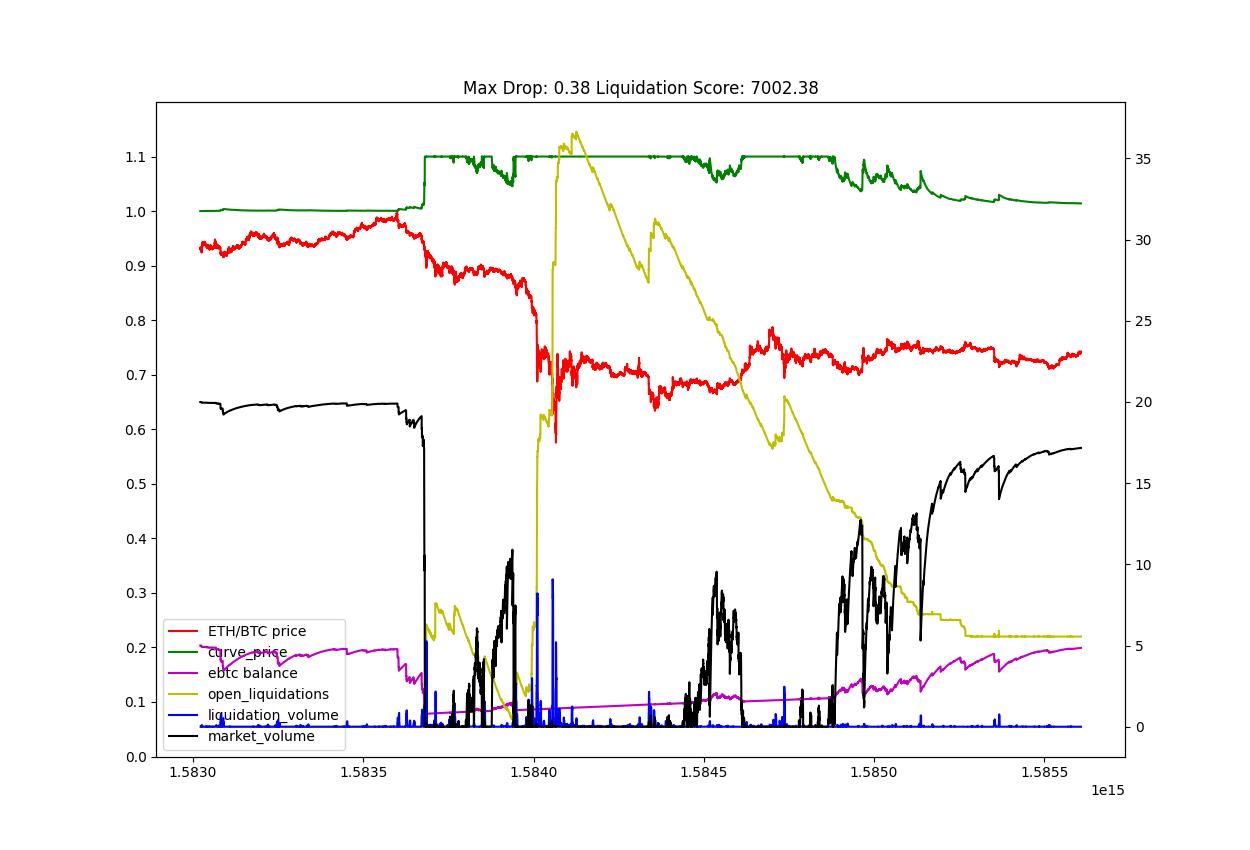 Max Drop: 0.38 Liquidation Score: 7002.38
1.1
1.0
0.9
0.8
0.7
0.6
0.5
0.4
0.3
0.2
0.1
0.0
35
30
25
20
15
10
5
0
ETH/BTC price
curve_price
ebtc balance
open_liquidations
liquidation_volume
market_volume
1.5830 1.5835 1.5840 1.5845 1.5850 1.5855
1e15